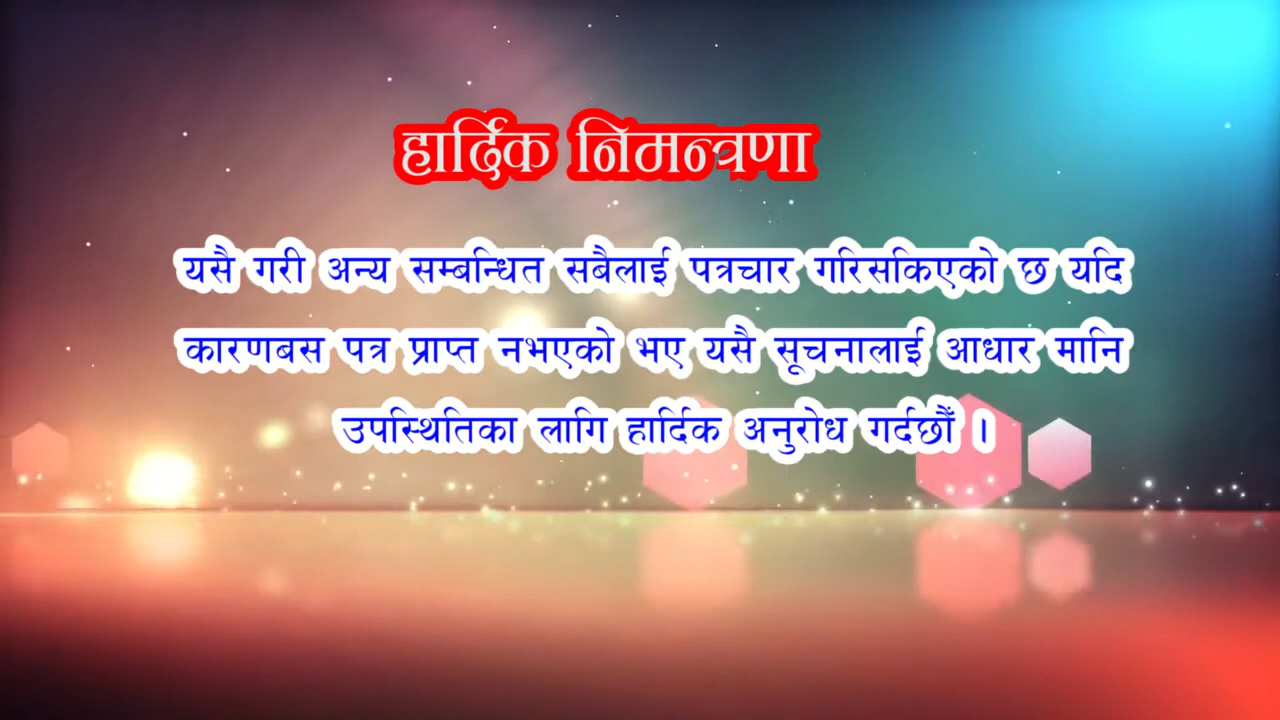 हार्दिक निमन्त्रणा
यसै गरी अन्य सम्बन्धित सबैलाई पत्रचार गरिसकिएको छ यदि
कारणबस पत्र प्राप्त नभएको भए यसै सूचनालाई आधार मानि
उपस्थितिका लागि हार्दिक अनुरोध गर्दछौँ ।